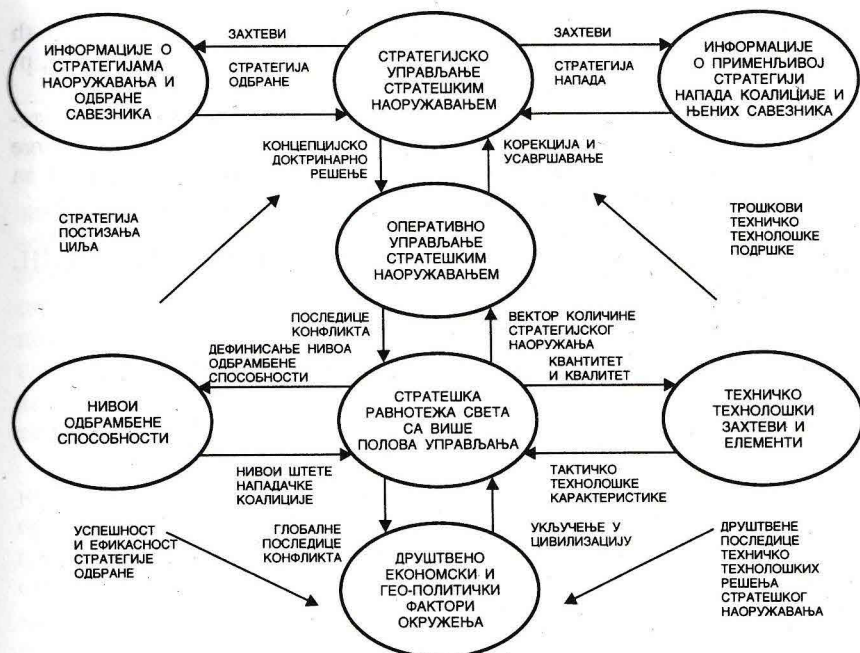 ИНФОРМАЦИЈЕ О
СТРАТЕГИЈАМА
НАОРУЖАВАЊА И
ОДБРАНЕ
САВЕЗНИКА
ЗАХТЕВИ
СТРАТЕГИЈА
ОДБРАНЕ
СТРАТЕГИЈСКО
УПРАВЉАЊЕ
СТРАТЕШКИМ
НАОРУЖАВАЊЕМ
ЗАХТЕВИ
СТРАТЕГИЈА
НАПАДА
ИНФОРМАЦИЈЕ
О ПРИМЕНЉИВОЈ
СТРАТЕГИЈИ
НАПАДА КОАЛИЦИЈЕ И
ЊЕНИХ САВЕЗНИКА
КОНЦЕПЦИЈСКО
ДОКТРИНАРНО
РЕШЕЊЕ
КОРЕКЦИЈА И
УСАВРШАВАЊЕ
СТРАТЕГИЈА
ПОСТИЗАЊА
ЦИЉА
ОПЕРАТИВНО
УПРАВЉАЊЕ
СТРАТЕШКИМ
НАОРУЖАВАЊЕМ
ТРОШКОВИ
ТЕХНИЧКО
ТЕХНОЛОШКЕ
ПОДРШКЕ
ПОСЛЕДИЦЕ
КОНФЛИКТА
ВЕКТОР КОЛИЧИНЕ
СТРАТЕГИЈСКОГ
НАОРУЖАЊА
ДЕФИНИСАЊЕ НИВОА
ОДБРАМБЕНЕ
СПОСОБНОСТИ
КВАНТИТЕТ
И КВАЛИТЕТ
НИВОИ
ОДБРАМБЕНЕ
СПОСОБНОСТИ
СТРАТЕШКА
РАВНОТЕЖА СВЕТА
СА ВИШЕ
ПОЛОВА УПРАВЉАЊА
ТЕХНИЧКО
ТЕХНОЛОШКИ
ЗАХТЕВИ И
ЕЛЕМЕНТИ
НИВОИ ШТЕТЕ
НАПАДАЧКЕ
КОАЛИЦИЈЕ
ТАКТИЧКО
ТЕХНОЛОШКЕ
КАРАКТЕРИСТИКЕ
УСПЕШНОСТ
И ЕФИКАСНОСТ
СТРАТЕГИЈЕ
ОДБРАНЕ
ГЛОБАЛНЕ
ПОСЛЕДИЦЕ
КОНФЛИКТА
УКЉУЧЕЊЕ У
ЦИВИЛИЗАЦИЈУ
ДРУШТВЕНЕ
ПОСЛЕДИЦЕ
ТЕХНИЧКО
ТЕХНОЛОШКИХ
РЕШЕЊА
СТРАТЕШКОГ
НАОРУЖАВАЊА
ДРУШТВЕНО
ЕКОНОМСКИ И
ГЕО-ПОЛИТИЧКИ
ФАКТОРИ
ОКРУЖЕЊА